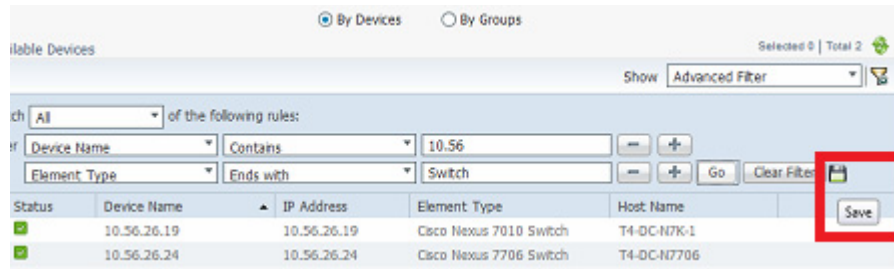 By Devices By Groups
ilable Devices Selected 0 | Total 2
Show Advanced Filter
ch All of the following rules:
er Device Name Contains 10.56
Element Type Ends with Switch Go Clear Filter
Save
Status Device Name IP Address Element Type Host Name
10.56.26.19 10.56.26.19 Cisco Nexus 7010 Switch T4-DC-N7K-1
10.56.26.24 10.56.26.24 Cisco Nexus 7706 Switch T4-DC-N7706